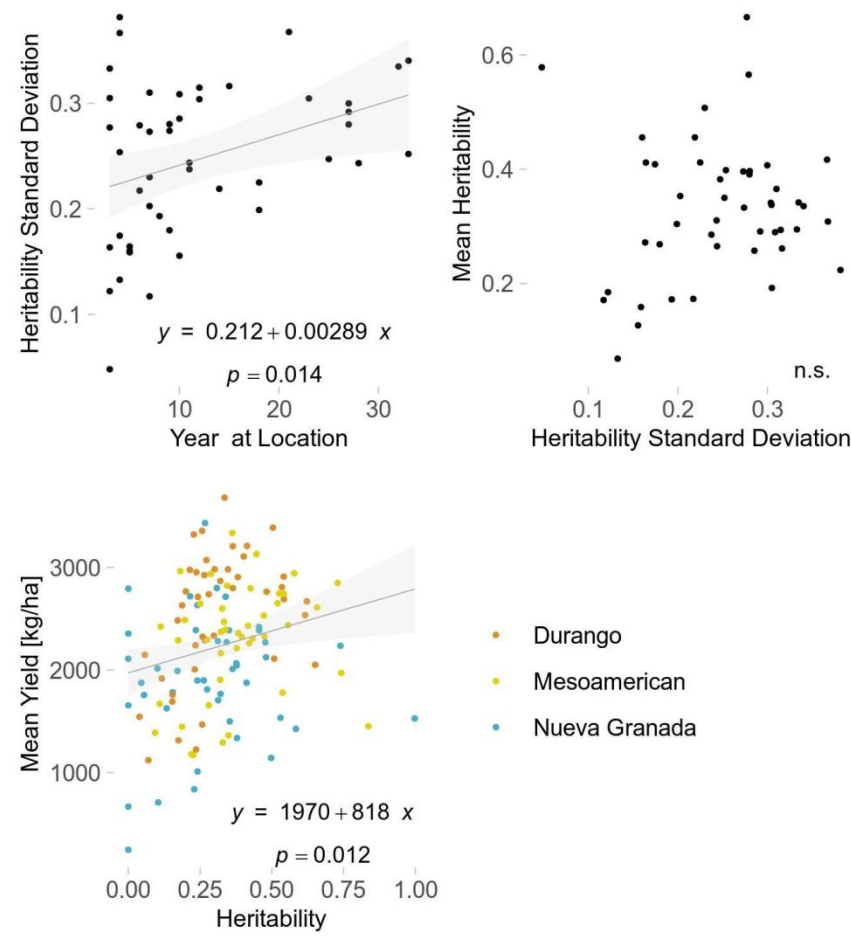 Heritability Standard Deviation
0.3
0.2
0.1
y = 0.212+0.00289 x
p=0.014
10 20 30
Year at Location
Mean Heritability
0.6
0.4
0.2
n.s.
0.1 0.2 0.3
Heritability Standard Deviation
Mean Yield [kg/ha]
3000
2000
1000
y = 1970+818 x
p=0.012
0.00 0.25 0.50 0.75 1.00
Heritability
Durango
Mesoamerican
Nueva Granada